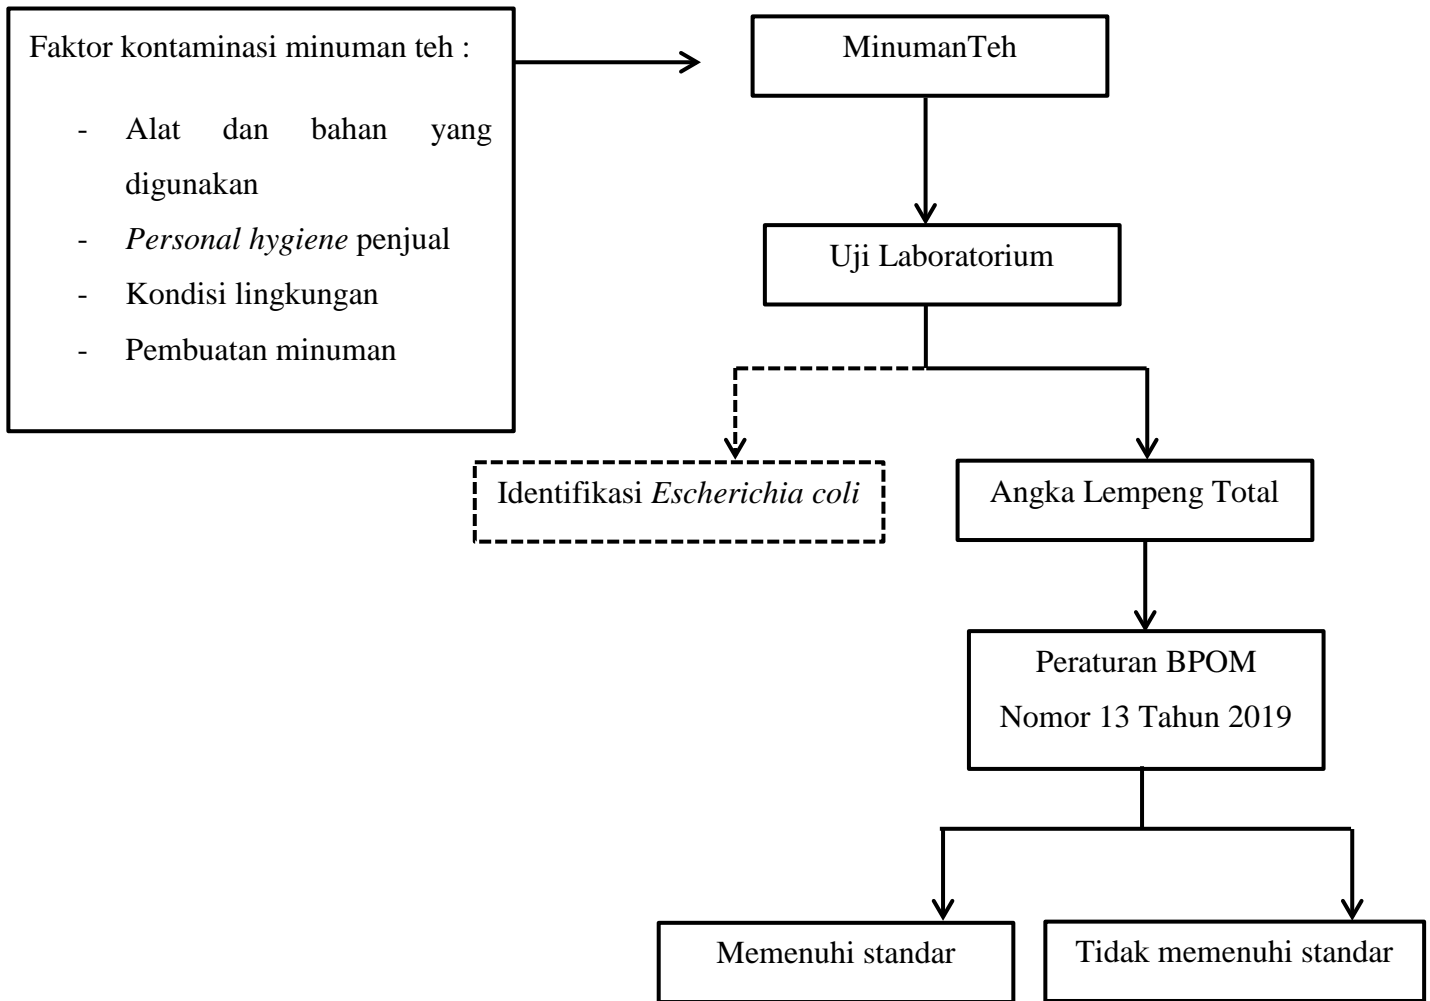 Faktor kontaminasi minuman teh :
- Alat dan bahan yang
digunakan
- Personal hygiene penjual
- Kondisi lingkungan
- Pembuatan minuman
MinumanTeh
Uji Laboratorium
Identifikasi Escherichia coli
Angka Lempeng Total
Peraturan BPOM
Nomor 13 Tahun 2019
Memenuhi standar
Tidak memenuhi standar